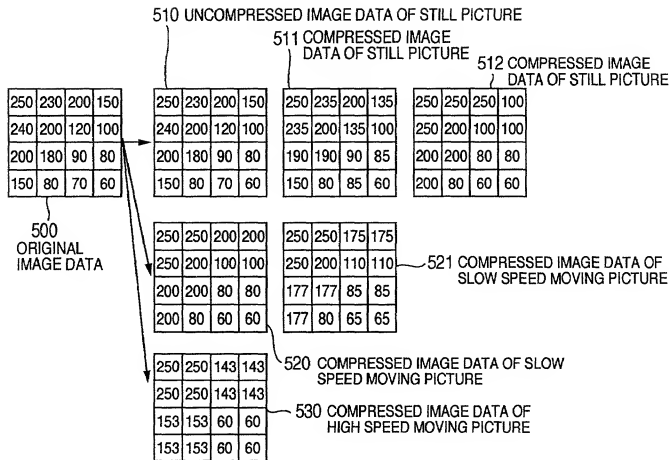 510 UNCOMPRESSED IMAGE DATA OF STILL PICTURE
511 COMPRESSED IMAGE
DATA OF STILL PICTURE
512 COMPRESSED IMAGE
DATA OF STILL PICTURE
250 230 200 150
240 200 120 100
200 180 90 80
150 80 70 60
500
ORIGINAL
IMAGE DATA
250 230 200 150
240 200 120 100
200 180 90 80
150 80 70 60
250 235 200 135
235 200 135 100
190 190 90 85
150 80 85 60
250 250 250 100
250 200 100 100
200 200 80 80
200 80 60 60
250 250 200 200
250 200 100 100
200 200 80 80
200 80 60 60
520 COMPRESSED IMAGE DATA OF SLOW
SPEED MOVING PICTURE
250 250 175 175
250 200 110 110
177 177 85 85
177 80 65 65
521 COMPRESSED IMAGE DATA OF
SLOW SPEED MOVING PICTURE
250 250 143 143
250 250 143 143
153 153 60 60
153 153 60 60
530 COMPRESSED IMAGE DATA OF
HIGH SPEED MOVING PICTURE